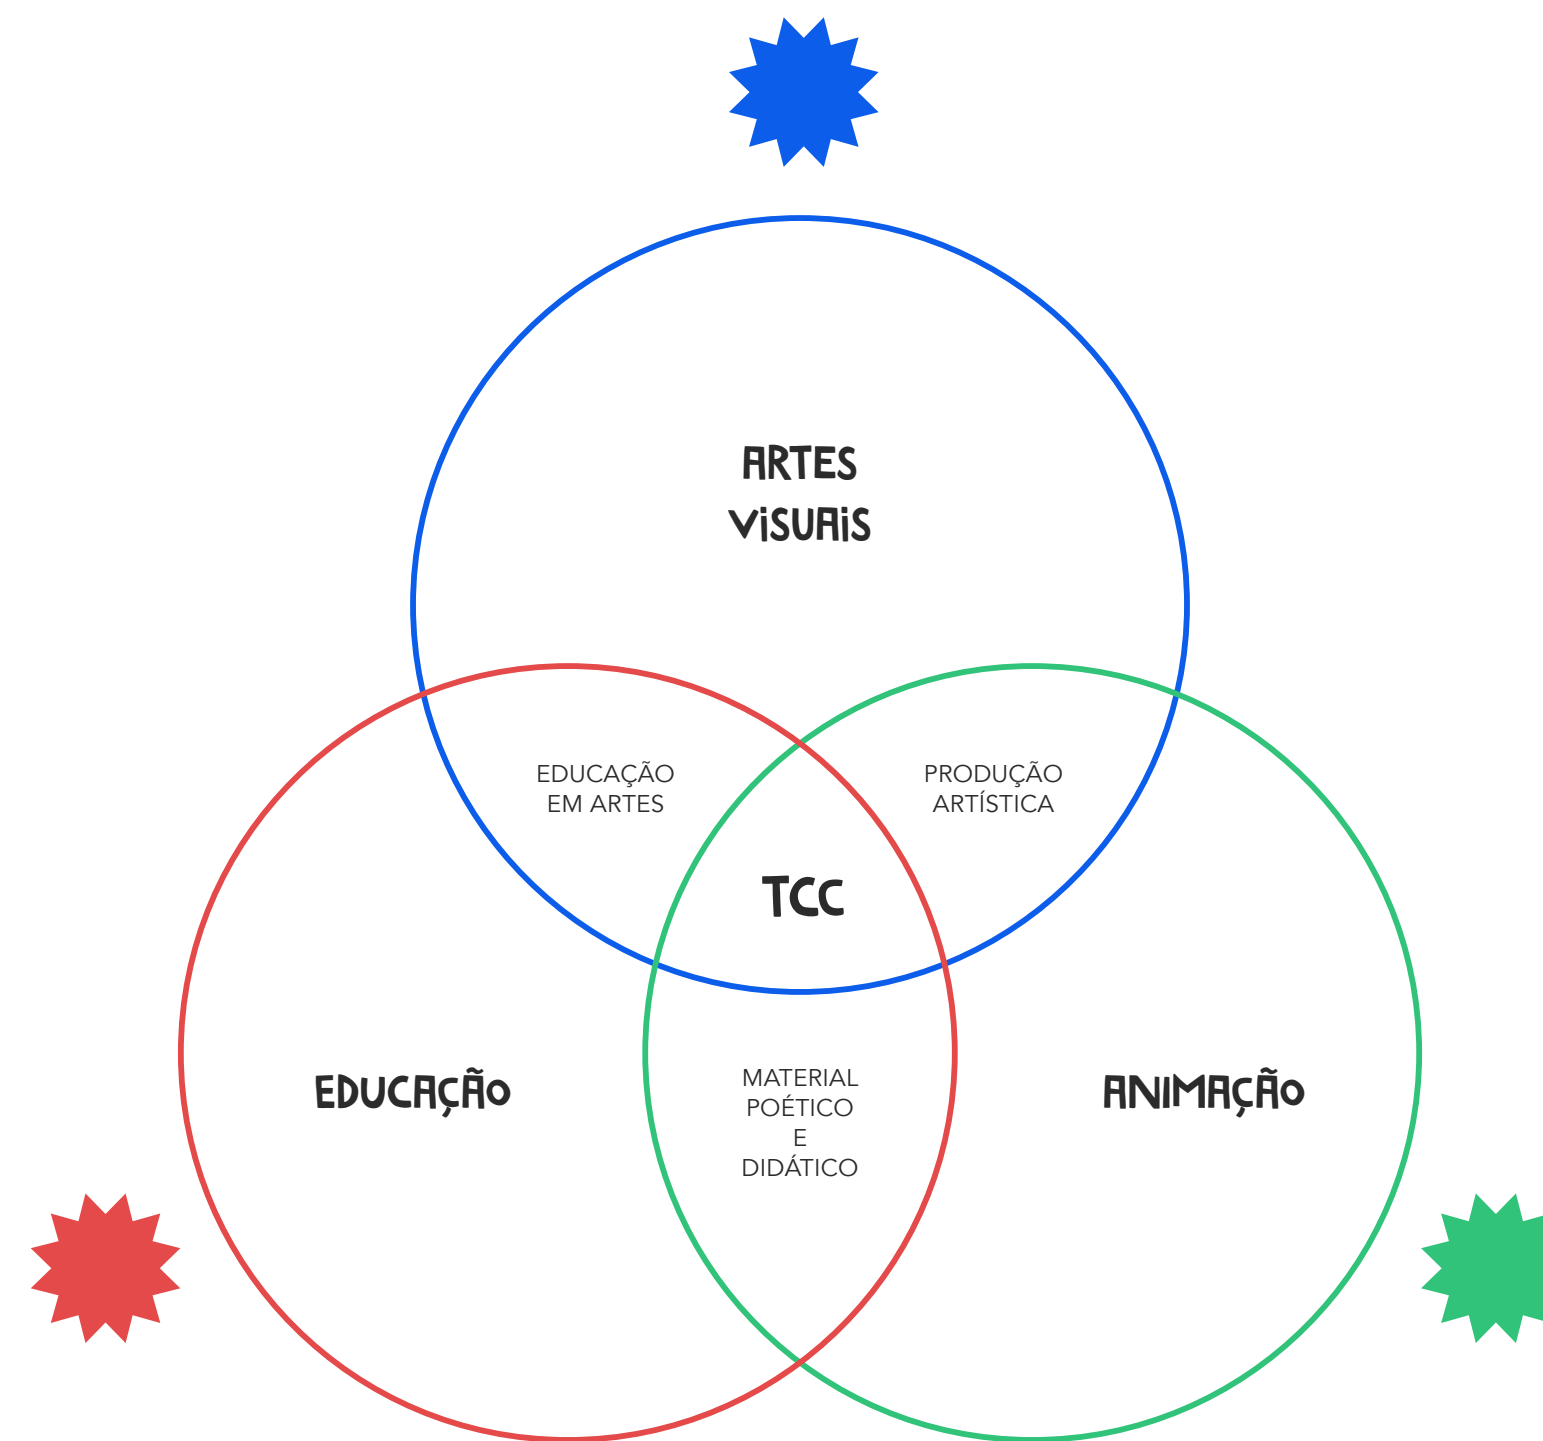 ARTES
ViSUAiS
EDUCAÇÃO
EM ARTES
PRODUÇÃO
ARTÍSTICA
TCC
EDUCAÇÃO
MATERIAL
POÉTICO
E
DIDÁTICO
ANIMAÇÃO